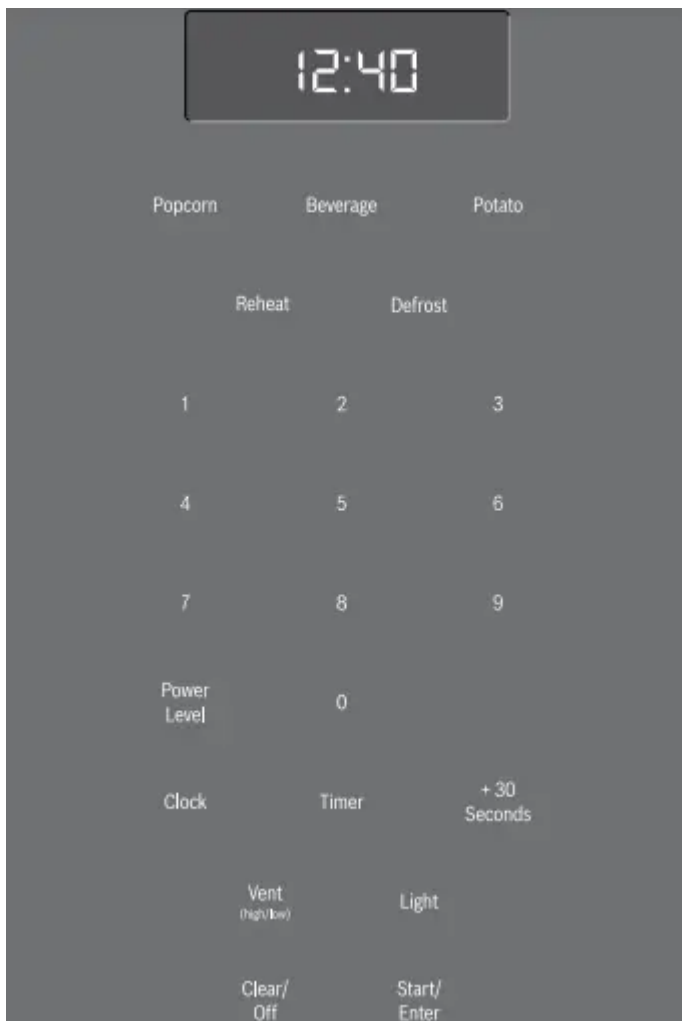 12:40
Popcorn Beverage Potato
Reheat Defrost
1 2 3
4 5 6
7 8 9
Power
Level
0
Clock Timer
+ 30
Seconds
Vent
(high/low)
Light
Clear/
Off
Start/
Enter